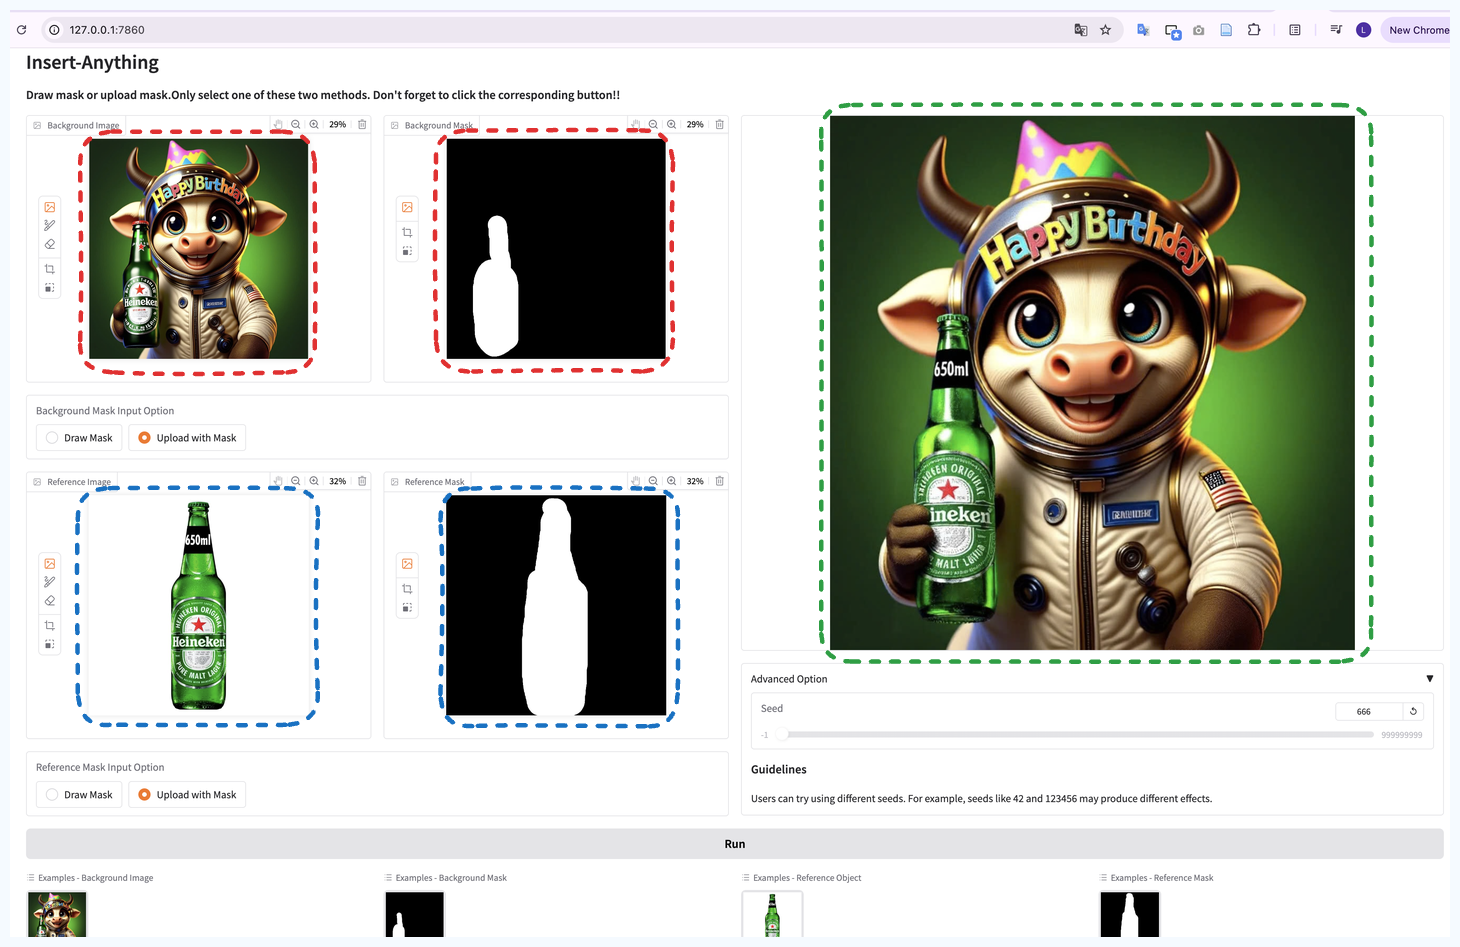 127.0.0.1:7860
L
New Chrome
Insert-Anything
Draw mask or upload mask.Only select one of these two methods. Don't forget to click the corresponding button!!
Background Image
29%
Background Mask
29%
Happy Birthday
Heineken
Happy Birthday
650ml
Background Mask Input Option
Draw Mask
Upload with Mask
Reference Image
32%
Reference Mask
32%
650ml
HEINEKEN ORIGINAL
Heineken
PURE MALT LAGER
ineken
Reference Mask Input Option
Draw Mask
Upload with Mask
Advanced Option
Seed
666
-1
999999999
Guidelines
Users can try using different seeds. For example, seeds like 42 and 123456 may produce different effects.
Run
Examples - Background Image
Examples - Background Mask
Examples - Reference Object
Examples - Reference Mask